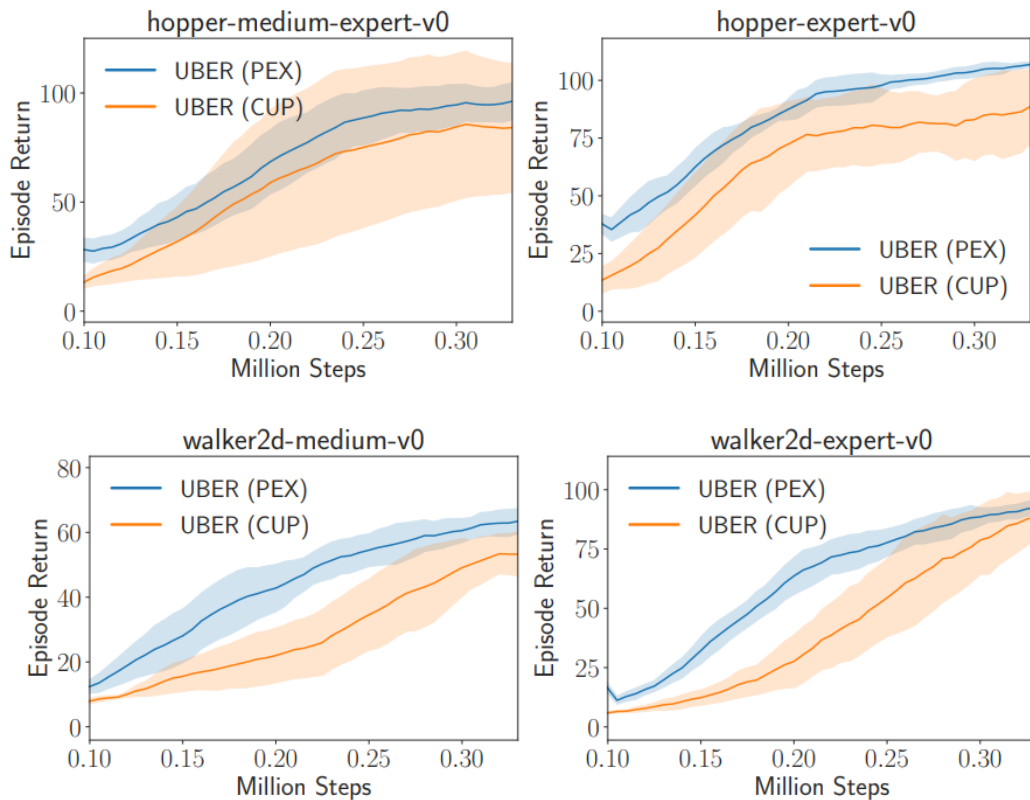 hopper-medium-expert-v0
Episode Return
100
50
0
UBER (PEX)
UBER (CUP)
0.10 0.15 0.20 0.25 0.30
Million Steps
hopper-expert-v0
Episode Return
100
75
50
25
0
UBER (PEX)
UBER (CUP)
0.10 0.15 0.20 0.25 0.30
Million Steps
walker2d-medium-v0
Episode Return
80
60
40
20
0
UBER (PEX)
UBER (CUP)
0.10 0.15 0.20 0.25 0.30
Million Steps
walker2d-expert-v0
Episode Return
100
75
50
25
0
UBER (PEX)
UBER (CUP)
0.10 0.15 0.20 0.25 0.30
Million Steps